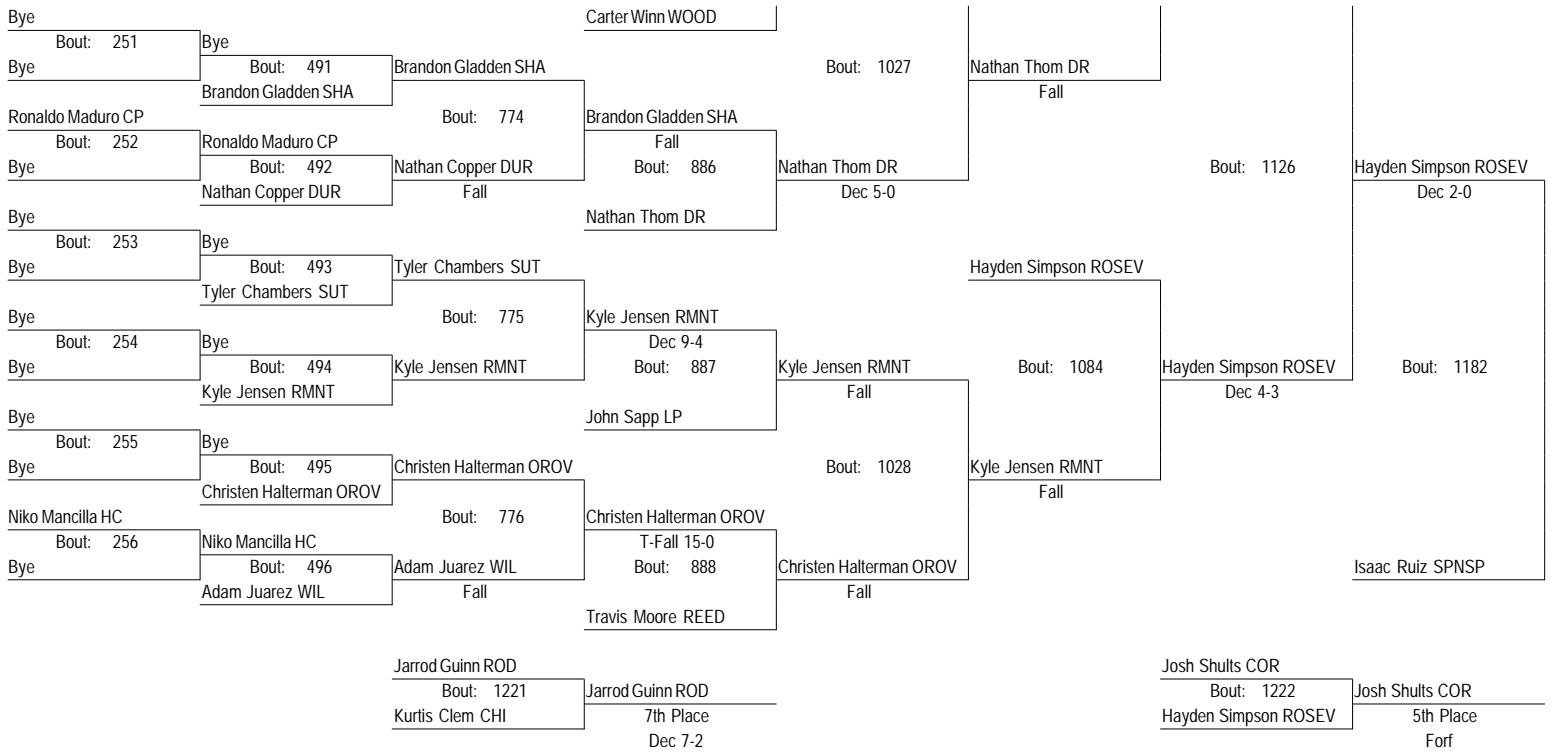 Bye
Carter Winn WOOD
Bout: 251
Bye
Bye
Bout: 491
Brandon Gladden SHA
Bout: 1027
Nathan Thom DR
Brandon Gladden SHA
Fall
Ronaldo Maduro CP
Bout: 774
Brandon Gladden SHA
Bout: 252
Ronaldo Maduro CP
Fall
Bye
Bout: 492
Nathan Copper DUR
Bout: 886
Nathan Thom DR
Bout: 1126
Hayden Simpson ROSEV
Nathan Copper DUR
Fall
Dec 5-0
Dec 2-0
Bye
Nathan Thom DR
Bout: 253
Bye
Bye
Bout: 493
Tyler Chambers SUT
Hayden Simpson ROSEV
Tyler Chambers SUT
Bye
Bout: 775
Kyle Jensen RMNT
Bout: 254
Bye
Dec 9-4
Bye
Bout: 494
Kyle Jensen RMNT
Bout: 887
Kyle Jensen RMNT
Bout: 1084
Hayden Simpson ROSEV
Bout: 1182
Kyle Jensen RMNT
Fall
Dec 4-3
Bye
John Sapp LP
Bout: 255
Bye
Bye
Bout: 495
Christen Halterman OROV
Bout: 1028
Kyle Jensen RMNT
Christen Halterman OROV
Fall
Niko Mancilla HC
Bout: 776
Christen Halterman OROV
Bout: 256
Niko Mancilla HC
T-Fall 15-0
Bye
Bout: 496
Adam Juarez WIL
Bout: 888
Christen Halterman OROV
Isaac Ruiz SPNSP
Adam Juarez WIL
Fall
Fall
Travis Moore REED
Jarrod Guinn ROD
Josh Shults COR
Bout: 1221
Jarrod Guinn ROD
Bout: 1222
Josh Shults COR
Kurtis Clem CHI
7th Place
Hayden Simpson ROSEV
5th Place
Dec 7-2
Forf